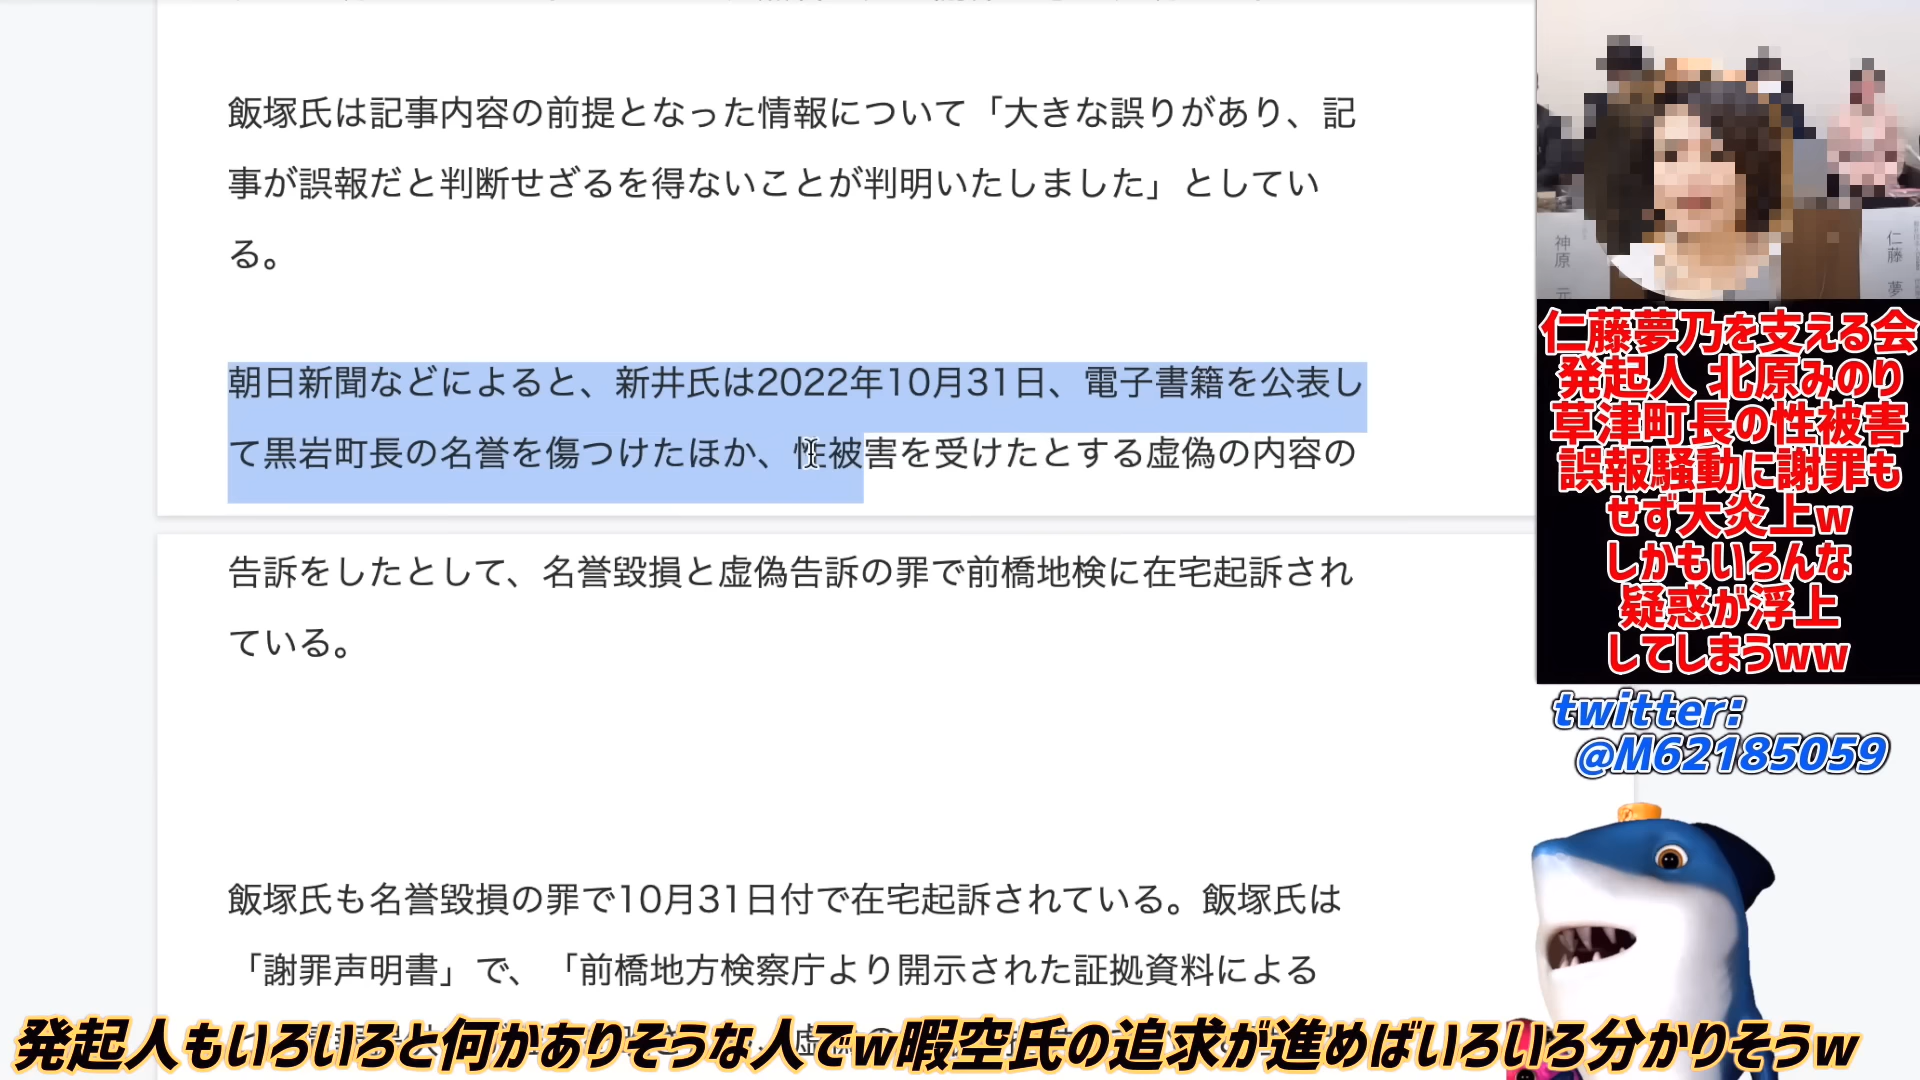 飯塚氏は記事内容の前提となった情報について「大きな誤りがあり、記
事が誤報だと判断せざるを得ないことが判明いたしました」としてい
る。
朝日新聞などによると、新井氏は2022年10月31日、電子書籍を公表し
て黒岩町長の名誉を傷つけたほか、性被害を受けたとする虚偽の内容の
告訴をしたとして、名誉毀損と虚偽告訴の罪で前橋地検に在宅起訴され
ている。
飯塚氏も名誉毀損の罪で10月31日付で在宅起訴されている。飯塚氏は
「謝罪声明書」で、「前橋地方検察庁より開示された証拠資料による
発起人もいろいろと何かありそうな人でw暇空氏の追求が進めばいろいろ分かりそうw
神原 元
仁藤 夢
仁藤夢乃を支える会
発起人 北原みのり
草津町長の性被害
誤報騒動に謝罪も
せず大炎上w
しかもいろんな
疑惑が浮上
してしまうww
twitter:
@M62185059